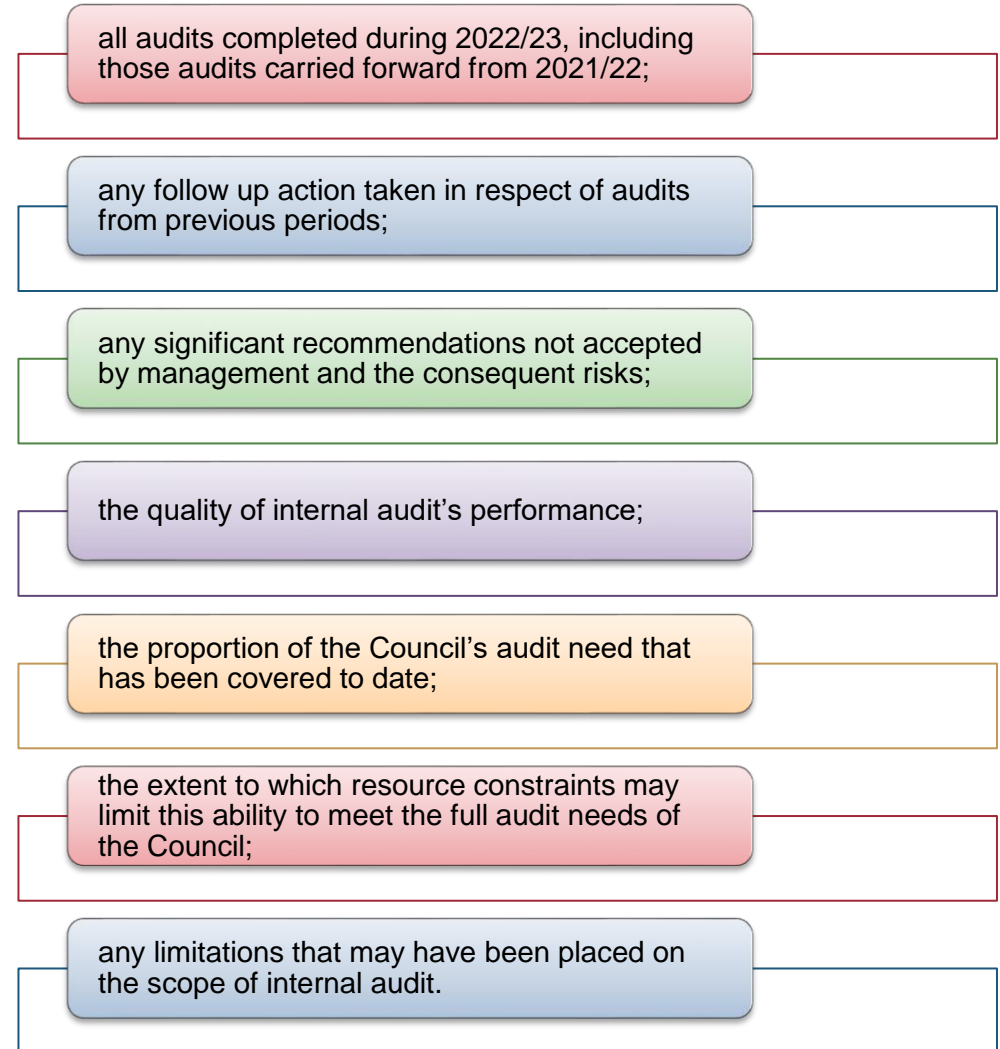 all audits completed during 2022/23, including
those audits carried forward from 2021/22;
any follow up action taken in respect of audits
from previous periods;
any significant recommendations not accepted
by management and the consequent risks;
the quality of internal audit’s performance;
the proportion of the Council’s audit need that
has been covered to date;
the extent to which resource constraints may
limit this ability to meet the full audit needs of
the Council;
any limitations that may have been placed on
the scope of internal audit.